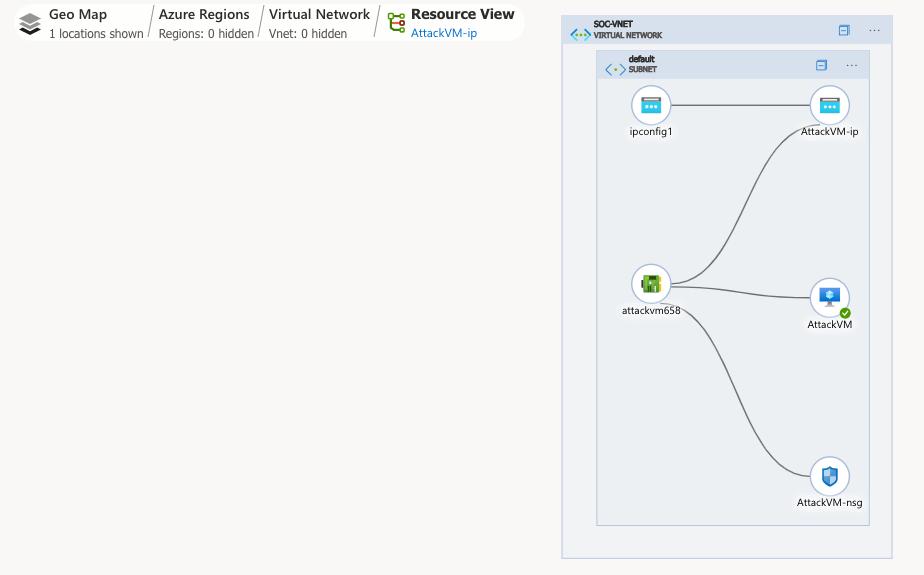 Geo Map
1 locations shown
Azure Regions
Regions: 0 hidden
Virtual Network
Vnet: 0 hidden
Resource View
AttackVM-ip
SOC-VNET
VIRTUAL NETWORK
default
SUBNET
ipconfig1
AttackVM-ip
attackvm658
AttackVM
AttackVM-nsg